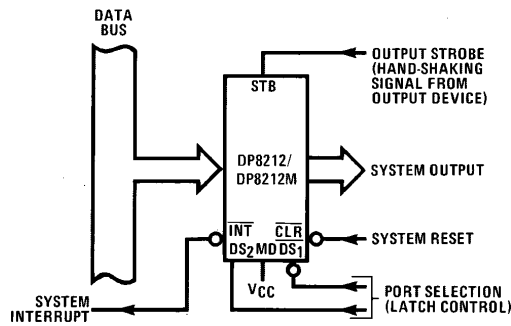 DATA
BUS
OUTPUT STROBE
(HAND-SHAKING
SIGNAL FROM
OUTPUT DEVICE)
STB
DP8212/
DP8212M
SYSTEM OUTPUT
INT CLR
DS2 MD DS1
SYSTEM RESET
VCC
PORT SELECTION
(LATCH CONTROL)
SYSTEM
INTERRUPT